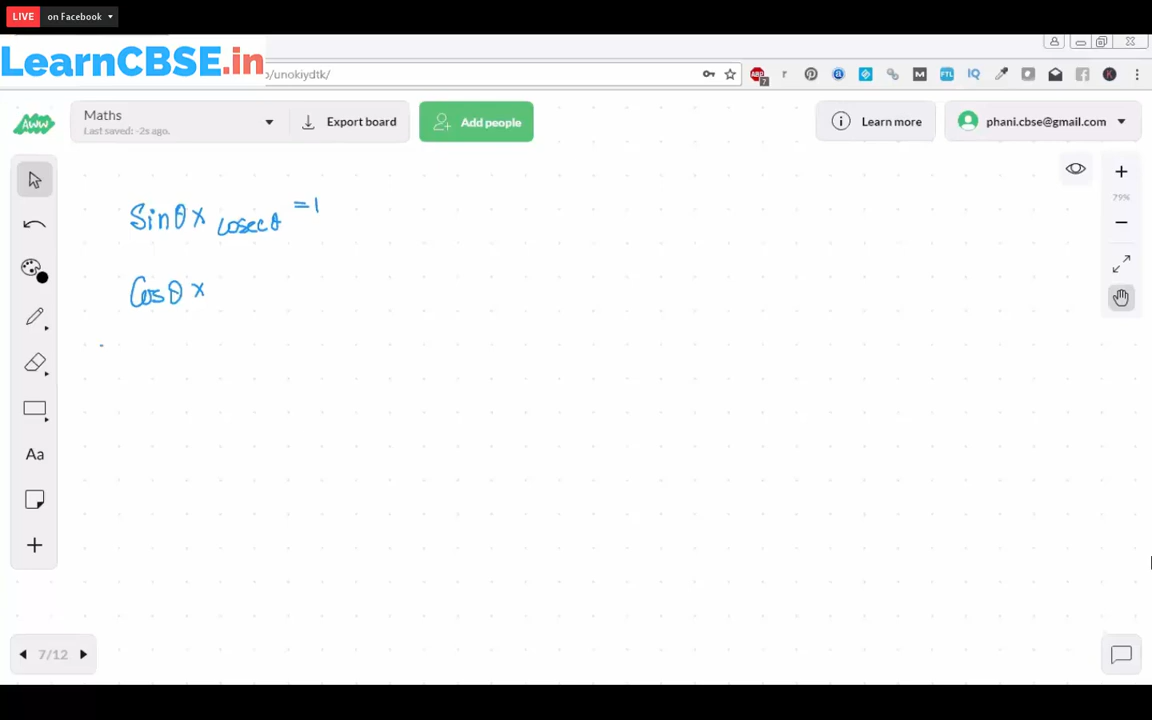 LIVE on Facebook
LearnCBSE.in
o/unokiydtk/
Maths
Last saved: -2s ago.
Export board
Add people
Learn more
phani.cbse@gmail.com
79%
Sinθ x cosecθ = 1
Cosθ x
Aa
7/12